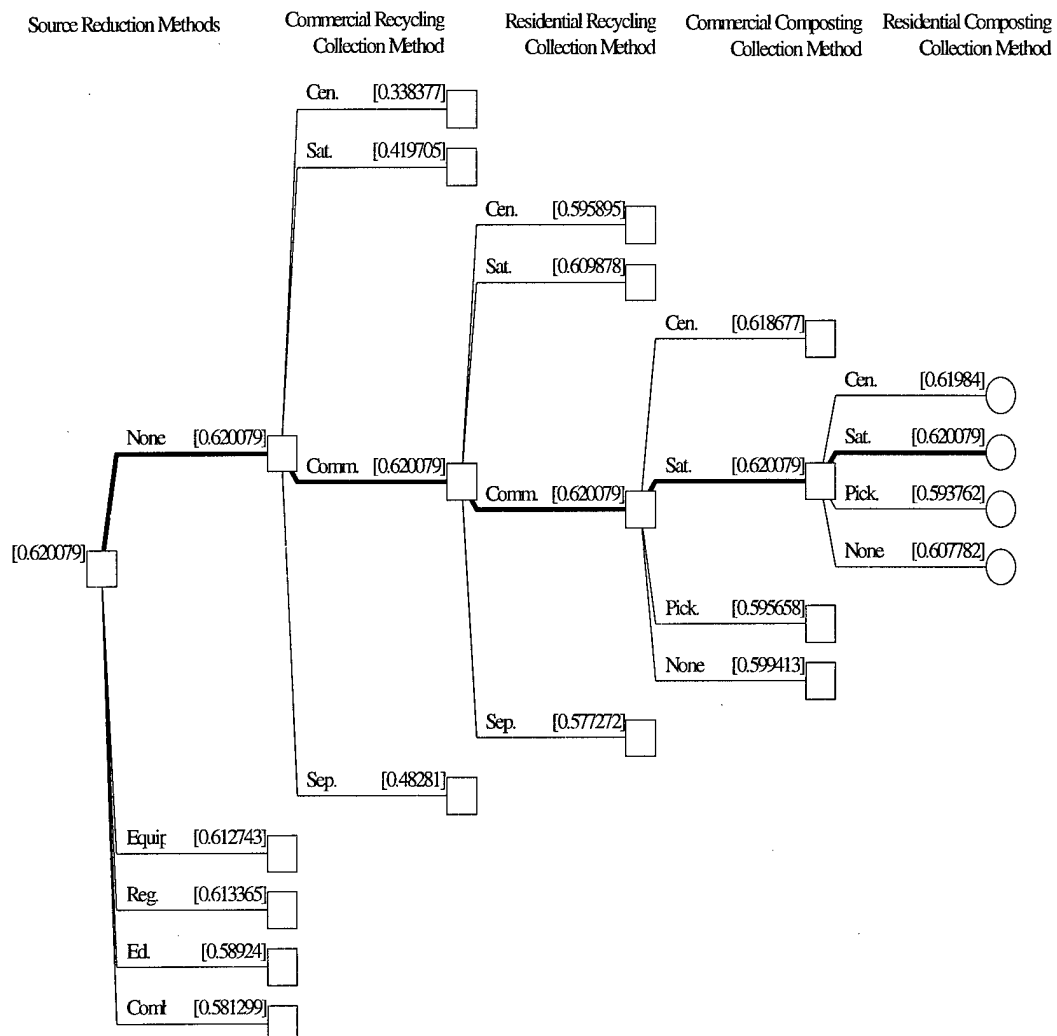 Source Reduction Methods
Commercial Recycling
Collection Method
Residential Recycling
Collection Method
Commercial Composting
Collection Method
Residential Composting
Collection Method
Cen. [0.338377]
Sat. [0.419705]
Cen. [0.595895]
Sat. [0.609878]
Cen. [0.618677]
Cen. [0.61984]
None [0.620079]
Sat. [0.620079]
Comm. [0.620079]
Sat. [0.620079]
Comm. [0.620079]
Pick. [0.593762]
[0.620079]
None [0.607782]
Pick. [0.595658]
None [0.599413]
Sep. [0.577272]
Sep. [0.48281]
Equip [0.612743]
Reg. [0.613365]
Ed. [0.58924]
Comb [0.581299]